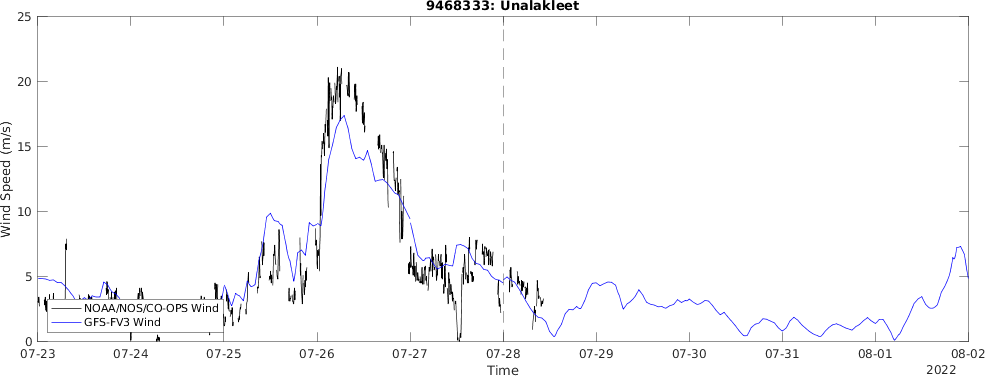 9468333: Unalakleet
25
20
15
10
5
0
Wind Speed (m/s)
NOAA/NOS/CO-OPS Wind
GFS-FV3 Wind
07-23 07-24 07-25 07-26 07-27 07-28 07-29 07-30 07-31 08-01 08-02
Time
2022